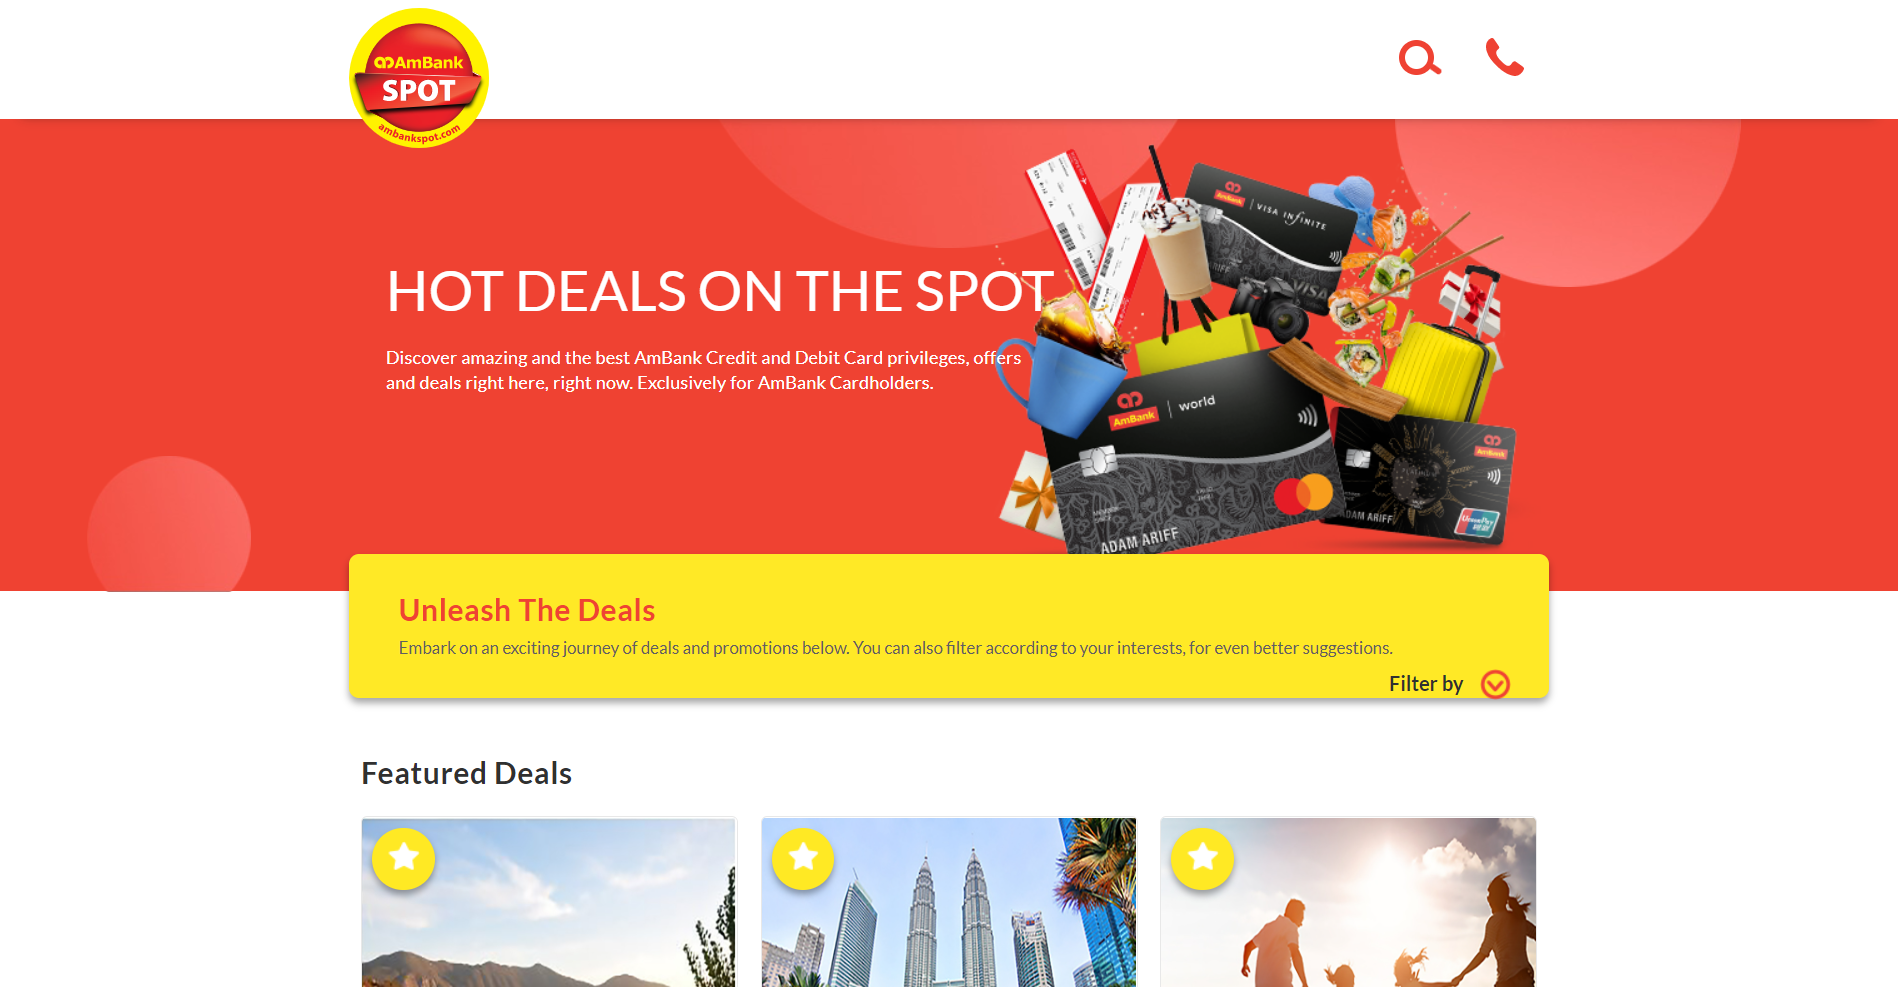 AmBank
SPOT
ambankspot.com
HOT DEALS ON THE SPOT
Discover amazing and the best AmBank Credit and Debit Card privileges, offers
and deals right here, right now. Exclusively for AmBank Cardholders.
AmBank
VISA INFINITE
VISA
AmBank
world
ADAM ARIFF
AmBank
ADAM ARIFF
UnionPay
Unleash The Deals
Embark on an exciting journey of deals and promotions below. You can also filter according to your interests, for even better suggestions.
Filter by
Featured Deals